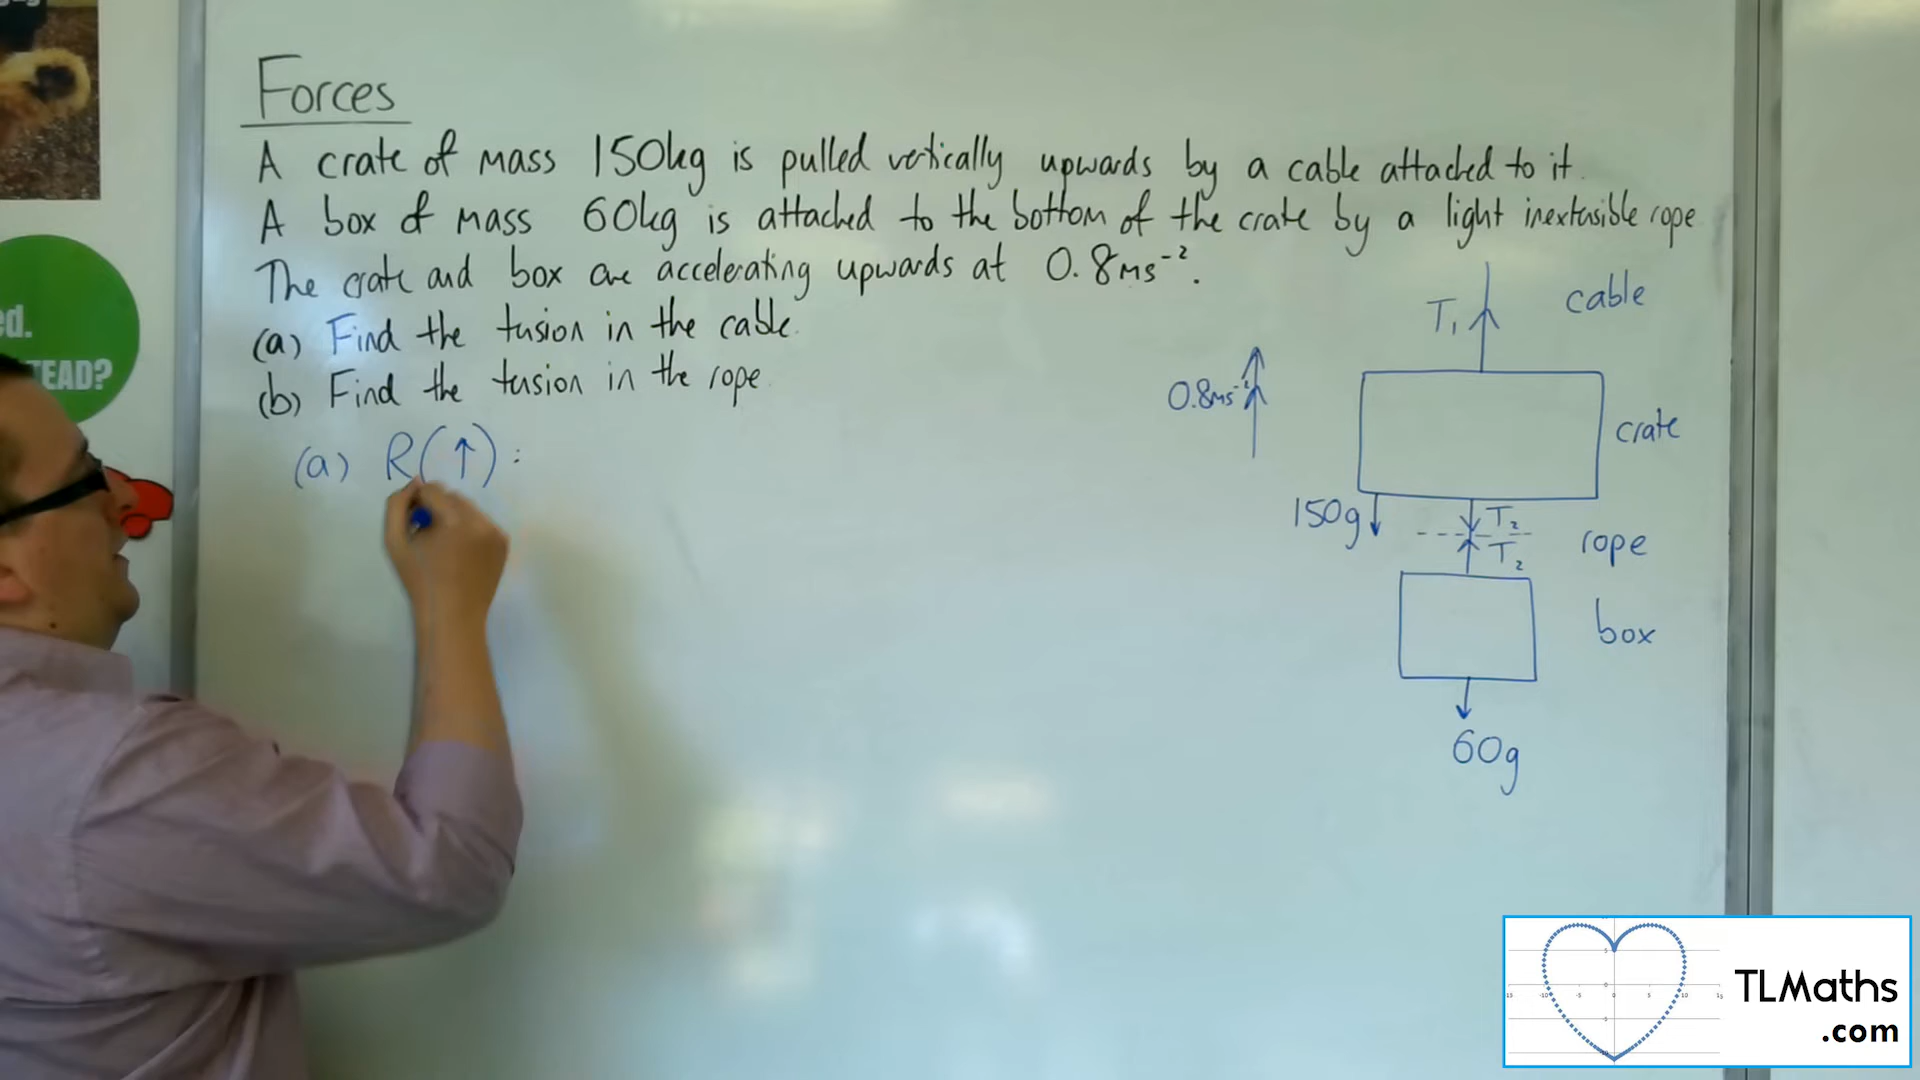 Forces
A crate of mass 150kg is pulled vertically upwards by a cable attached to it.
A box of mass 60kg is attached to the bottom of the crate by a light inextensible rope
The crate and box are accelerating upwards at 0.8ms⁻².
(a) Find the tension in the cable.
(b) Find the tension in the rope
(a) R(↑):
T₁
cable
0.8ms⁻²
crate
150g
T₂
T₂
rope
box
60g
ed.
TEAD?
TLMaths
.com